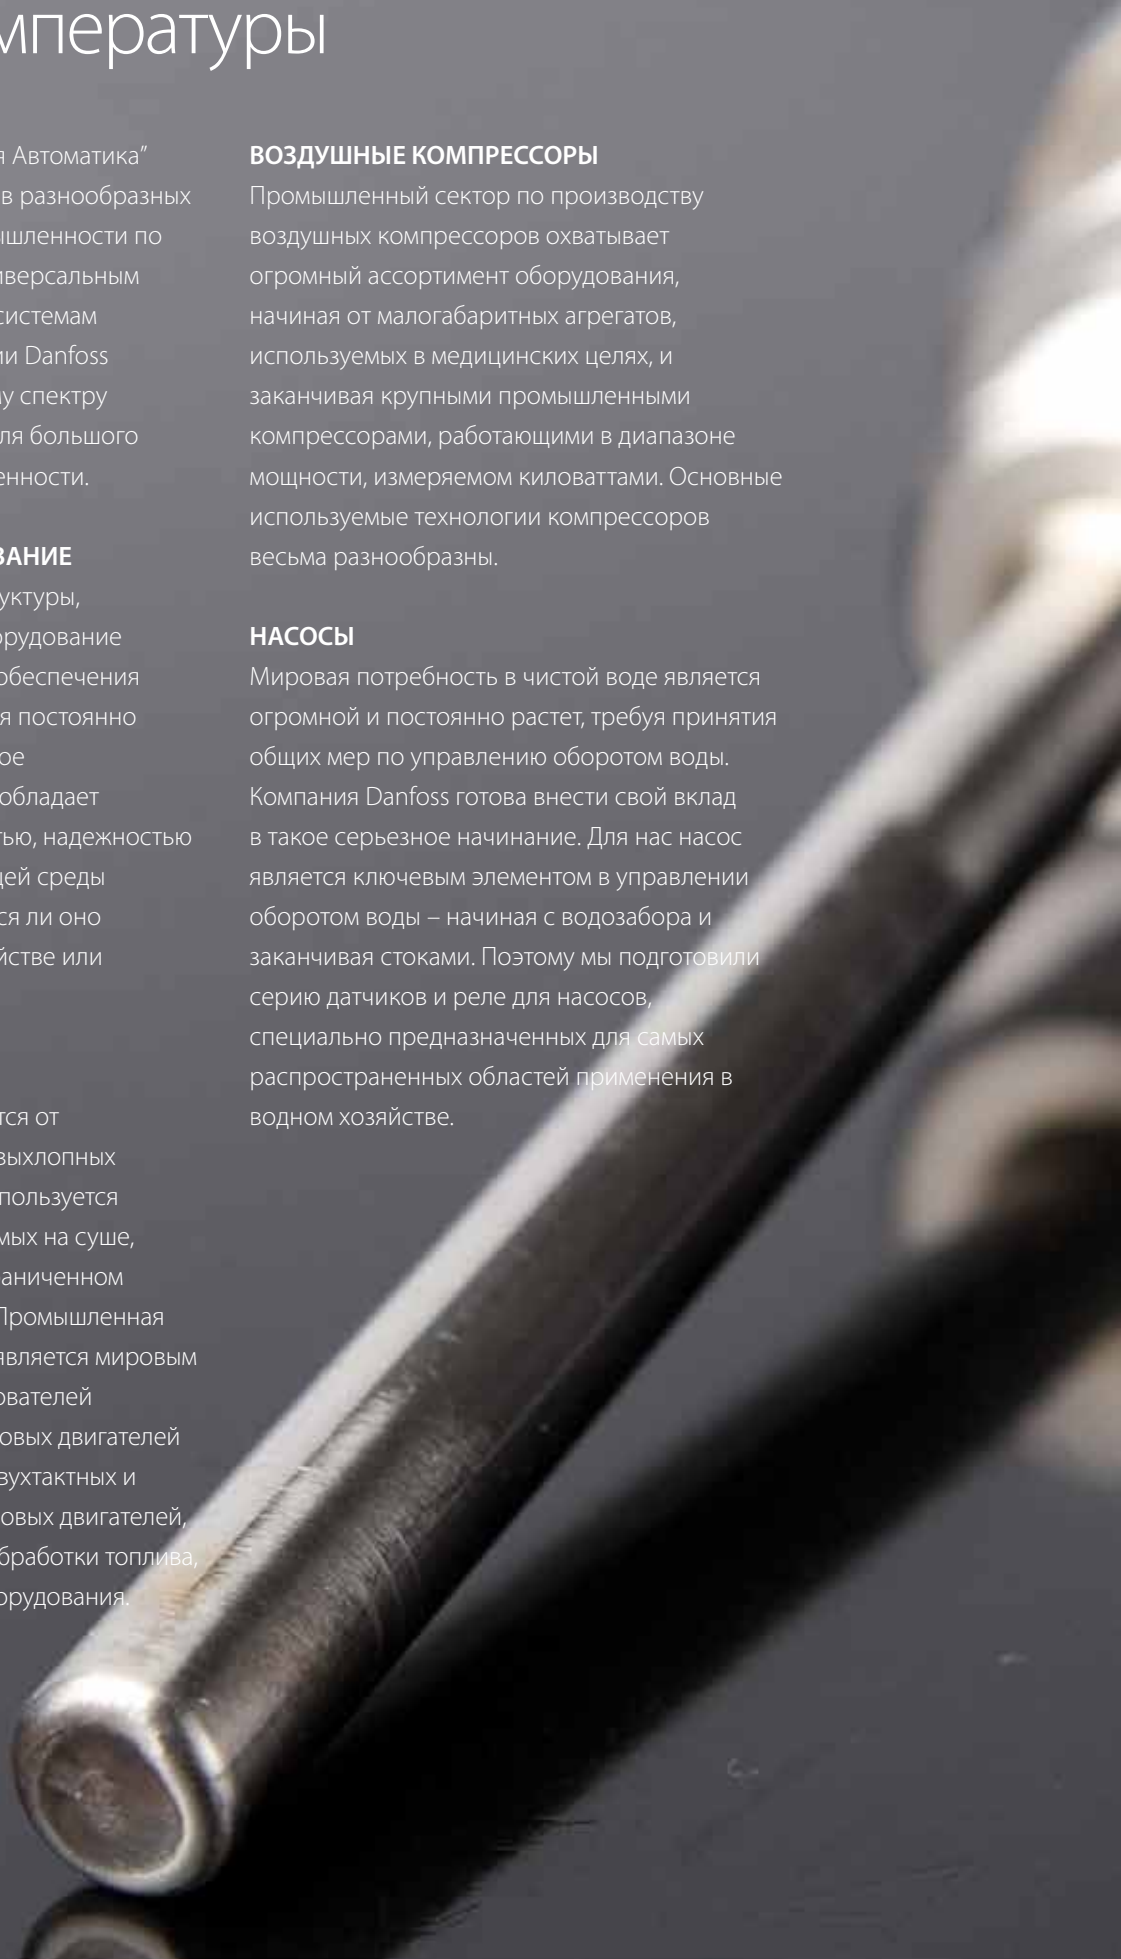 мпературы
я Автоматика”
в разнообразных
ышленности по
иверсальным
системам
ии Danfoss
му спектру
ля большого
енности.
ВАНИЕ
уктуры,
орудование
обеспечения
я постоянно
ое
обладает
тью, надежностью
щей среды
ся ли оно
йстве или
тся от
выхлопных
пользуется
мых на суше,
аниченном
Промышленная
является мировым
ователей
овых двигателей
вухтактных и
овых двигателей,
бработки топлива,
орудования.
ВОЗДУШНЫЕ КОМПРЕССОРЫ
Промышленный сектор по производству
воздушных компрессоров охватывает
огромный ассортимент оборудования,
начиная от малогабаритных агрегатов,
используемых в медицинских целях, и
заканчивая крупными промышленными
компрессорами, работающими в диапазоне
мощности, измеряемом киловаттами. Основные
используемые технологии компрессоров
весьма разнообразны.
НАСОСЫ
Мировая потребность в чистой воде является
огромной и постоянно растет, требуя принятия
общих мер по управлению оборотом воды.
Компания Danfoss готова внести свой вклад
в такое серьезное начинание. Для нас насос
является ключевым элементом в управлении
оборотом воды – начиная с водозабора и
заканчивая стоками. Поэтому мы подготовили
серию датчиков и реле для насосов,
специально предназначенных для самых
распространенных областей применения в
водном хозяйстве.